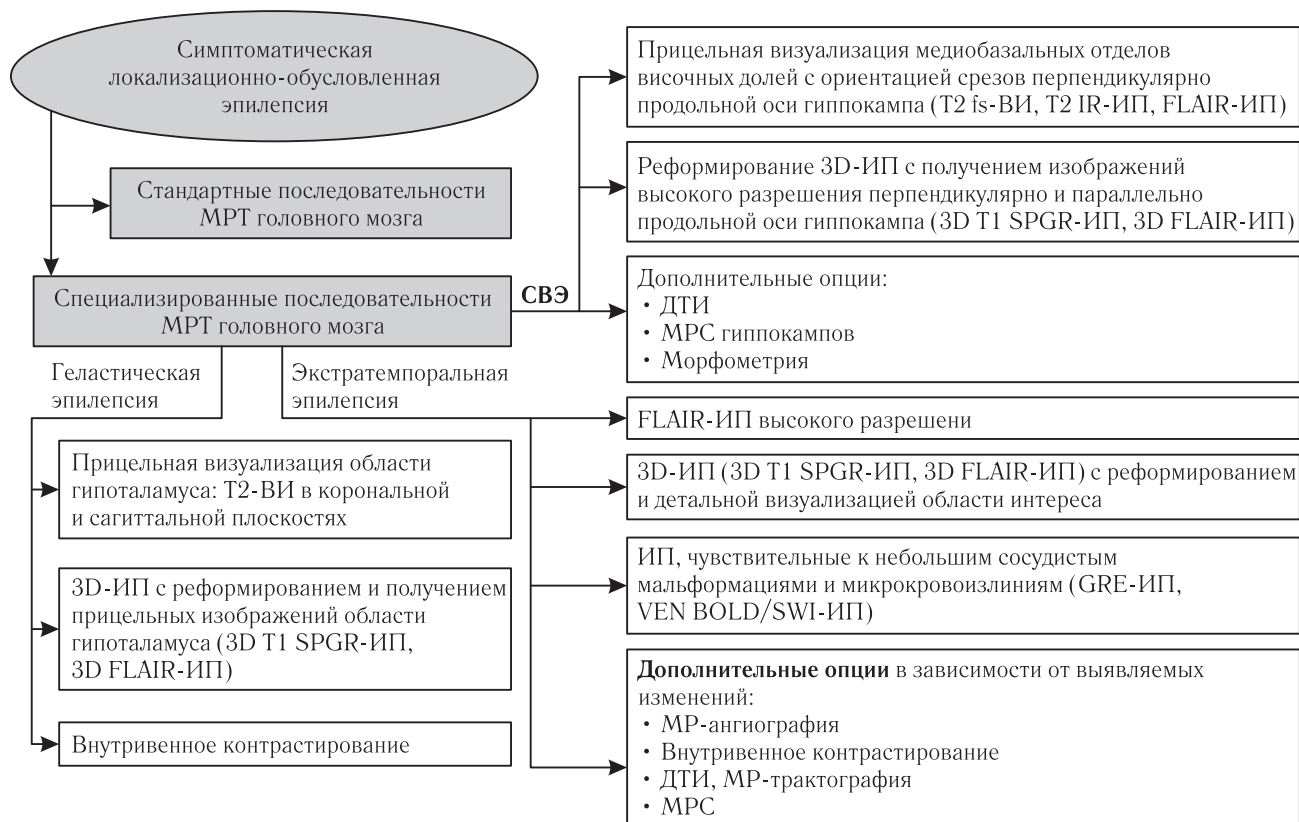 Симптоматическая
локализационно-обусловленная
эпилепсия
Стандартные последовательности
МРТ головного мозга
Специализированные последовательности
МРТ головного мозга
СВЭ
Прицельная визуализация медиобазальных отделов
височных долей с ориентацией срезов перпендикулярно
продольной оси гиппокампа (T2 fs-ВИ, T2 IR-ИП, FLAIR-ИП)
Реформирование 3D-ИП с получением изображений
высокого разрешения перпендикулярно и параллельно
продольной оси гиппокампа (3D T1 SPGR-ИП, 3D FLAIR-ИП)
Дополнительные опции:
• ДТИ
• МРС гиппокампов
• Морфометрия
Геластическая
эпилепсия
Прицельная визуализация области
гипоталамуса: T2-ВИ в корональной
и сагиттальной плоскостях
3D-ИП с реформированием и получением
прицельных изображений области
гипоталамуса (3D T1 SPGR-ИП,
3D FLAIR-ИП)
Внутривенное контрастирование
Экстратемпоральная
эпилепсия
FLAIR-ИП высокого разрешени
3D-ИП (3D T1 SPGR-ИП, 3D FLAIR-ИП) с реформированием
и детальной визуализацией области интереса
ИП, чувствительные к небольшим сосудистым
мальформациями и микрокровоизлиниям (GRE-ИП,
VEN BOLD/SWI-ИП)
Дополнительные опции в зависимости от выявляемых
изменений:
• МР-ангиография
• Внутривенное контрастирование
• ДТИ, МР-трактография
• МРС